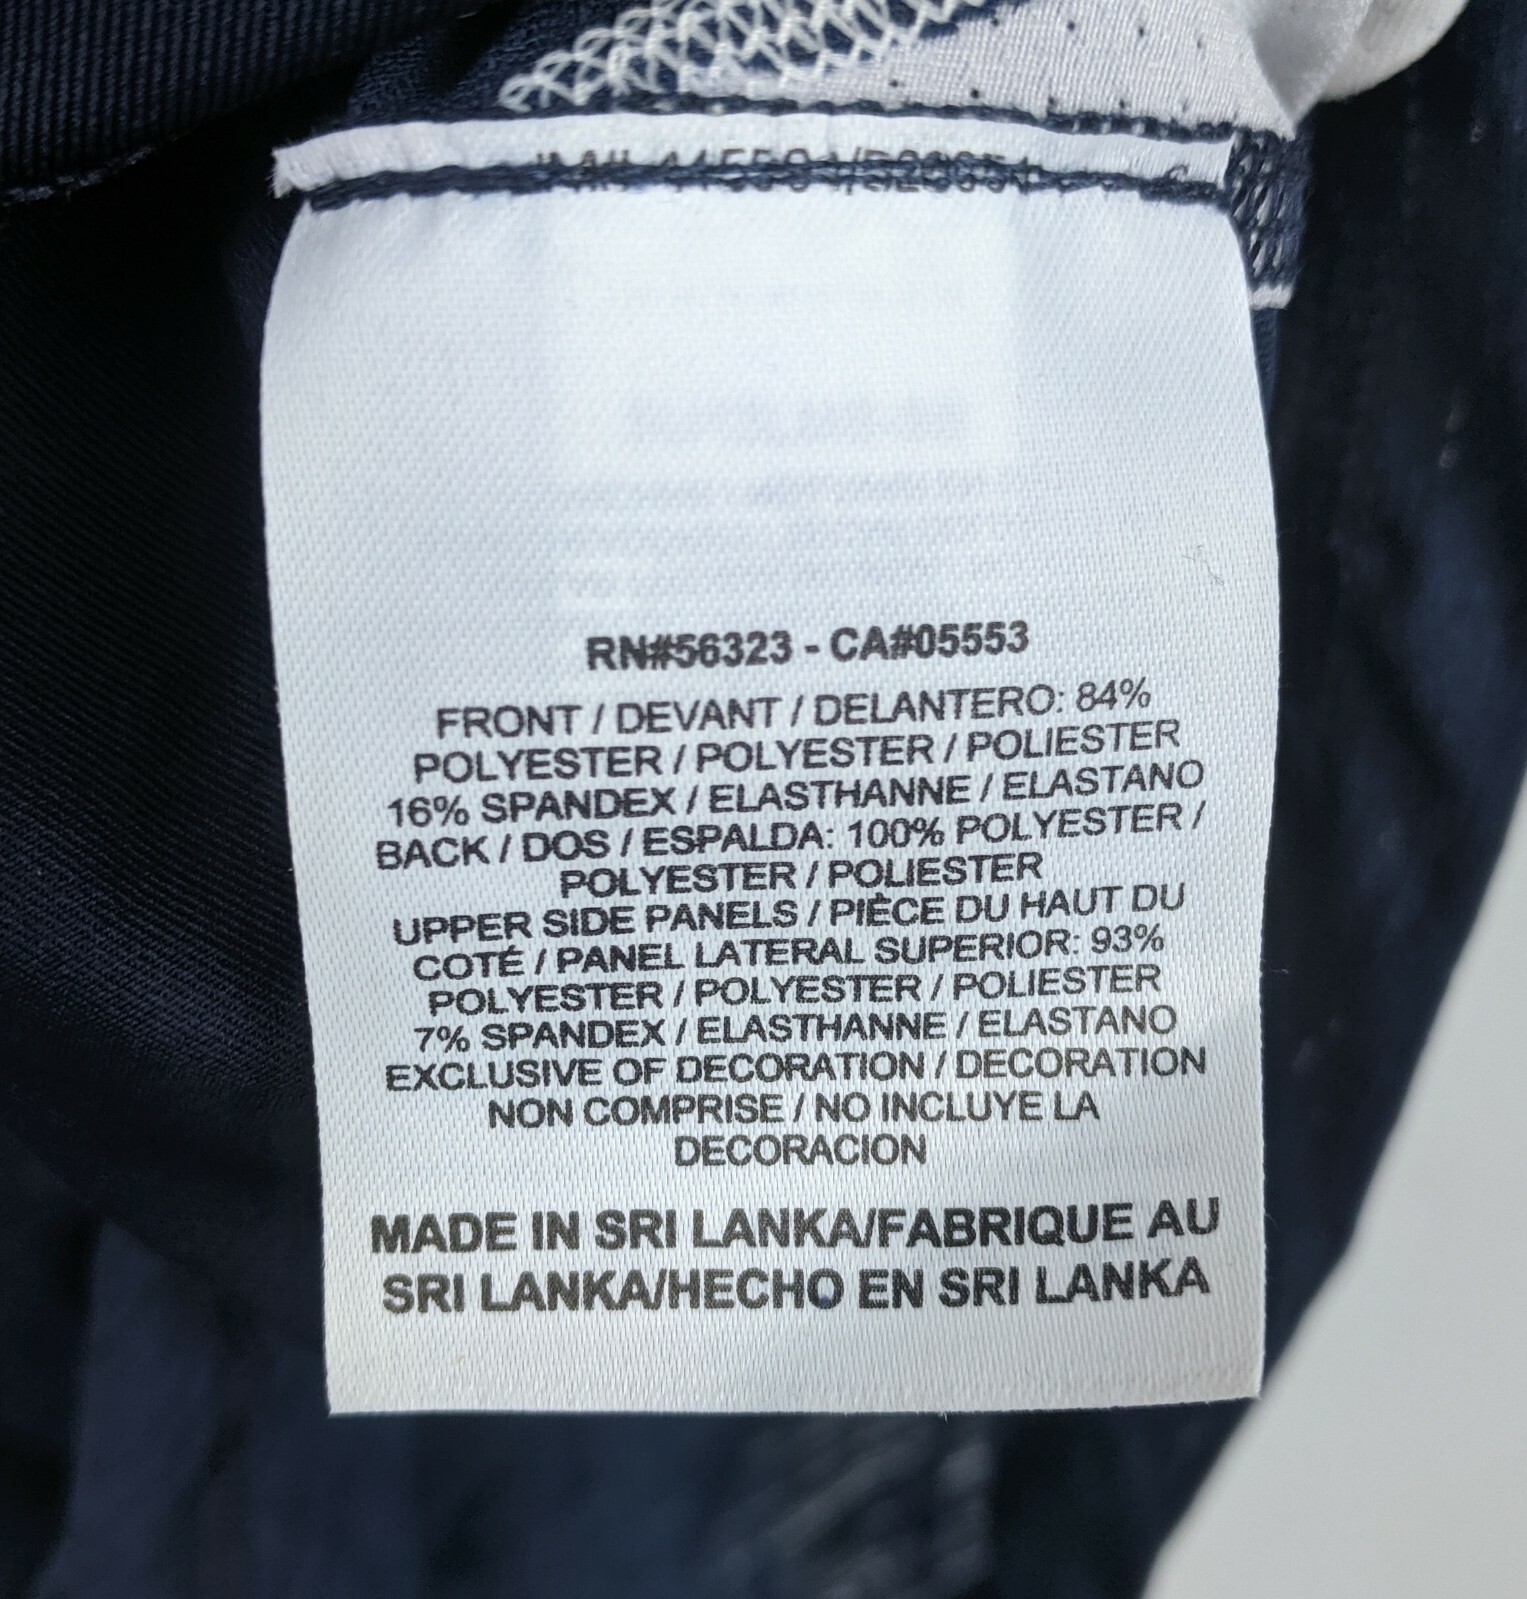 RN#56323 - CA#05553
FRONT / DEVANT / DELANTERO: 84%
POLYESTER / POLYESTER / POLIESTER
16% SPANDEX / ELASTHANNE / ELASTANO
BACK / DOS / ESPALDA: 100% POLYESTER /
POLYESTER / POLIESTER
UPPER SIDE PANELS / PIÈCE DU HAUT DU
COTÉ / PANEL LATERAL SUPERIOR: 93%
POLYESTER / POLYESTER / POLIESTER
7% SPANDEX / ELASTHANNE / ELASTANO
EXCLUSIVE OF DECORATION / DECORATION
NON COMPRISE / NO INCLUYE LA
DECORACION
MADE IN SRI LANKA/FABRIQUE AU
SRI LANKA/HECHO EN SRI LANKA